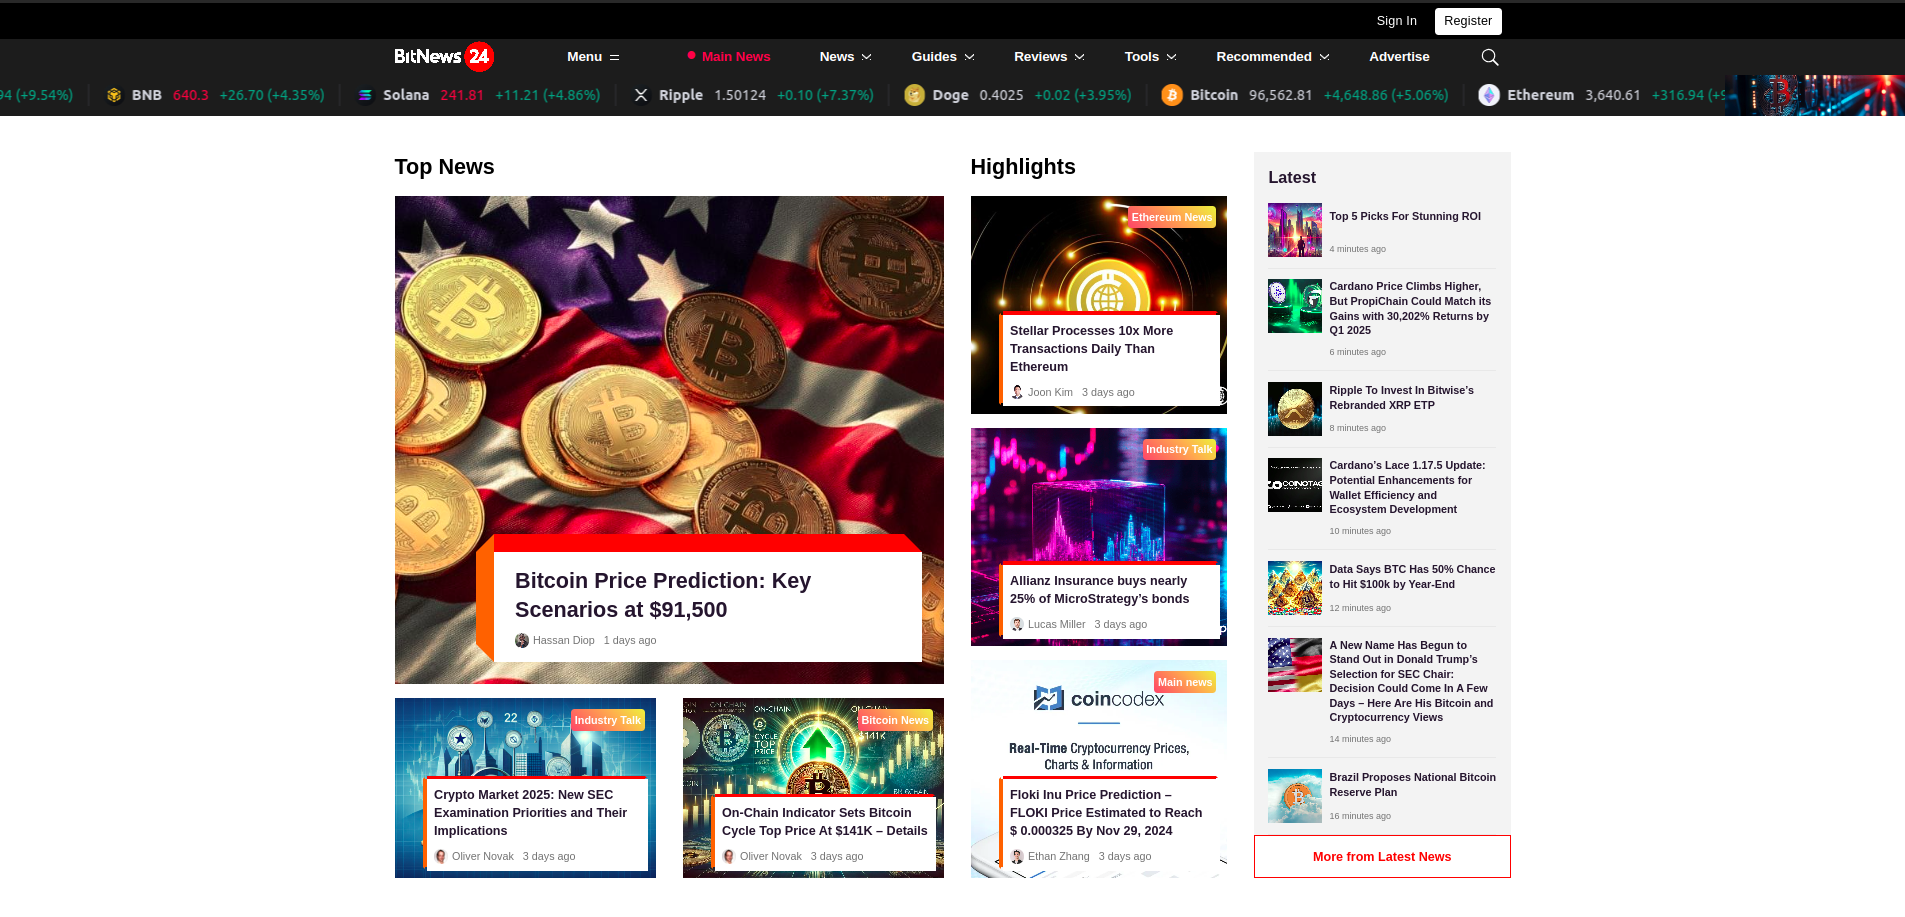 Sign In
Register
BitNews 24
Menu
Main News
News
Guides
Reviews
Tools
Recommended
Advertise
94 (+9.54%)
BNB 640.3 +26.70 (+4.35%)
Solana 241.81 +11.21 (+4.86%)
Ripple 1.50124 +0.10 (+7.37%)
Doge 0.4025 +0.02 (+3.95%)
Bitcoin 96,562.81 +4,648.86 (+5.06%)
Ethereum 3,640.61 +316.94 (+9
Top News
Bitcoin Price Prediction: Key
Scenarios at $91,500
Hassan Diop 1 days ago
22
Industry Talk
Crypto Market 2025: New SEC
Examination Priorities and Their
Implications
Oliver Novak 3 days ago
ON-CHAIN
CYCLE
TOP
PRICE
$141K
Bitcoin News
On-Chain Indicator Sets Bitcoin
Cycle Top Price At $141K – Details
Oliver Novak 3 days ago
Highlights
Ethereum News
Stellar Processes 10x More
Transactions Daily Than
Ethereum
Joon Kim 3 days ago
Industry Talk
Allianz Insurance buys nearly
25% of MicroStrategy’s bonds
Lucas Miller 3 days ago
Main news
coincodex
Real-Time Cryptocurrency Prices,
Charts & Information
Floki Inu Price Prediction –
FLOKI Price Estimated to Reach
$ 0.000325 By Nov 29, 2024
Ethan Zhang 3 days ago
Latest
Top 5 Picks For Stunning ROI
4 minutes ago
Cardano Price Climbs Higher,
But PropiChain Could Match its
Gains with 30,202% Returns by
Q1 2025
6 minutes ago
Ripple To Invest In Bitwise’s
Rebranded XRP ETP
8 minutes ago
COINOTAG
Cardano’s Lace 1.17.5 Update:
Potential Enhancements for
Wallet Efficiency and
Ecosystem Development
10 minutes ago
Data Says BTC Has 50% Chance
to Hit $100k by Year-End
12 minutes ago
A New Name Has Begun to
Stand Out in Donald Trump’s
Selection for SEC Chair:
Decision Could Come In A Few
Days – Here Are His Bitcoin and
Cryptocurrency Views
14 minutes ago
Brazil Proposes National Bitcoin
Reserve Plan
16 minutes ago
More from Latest News